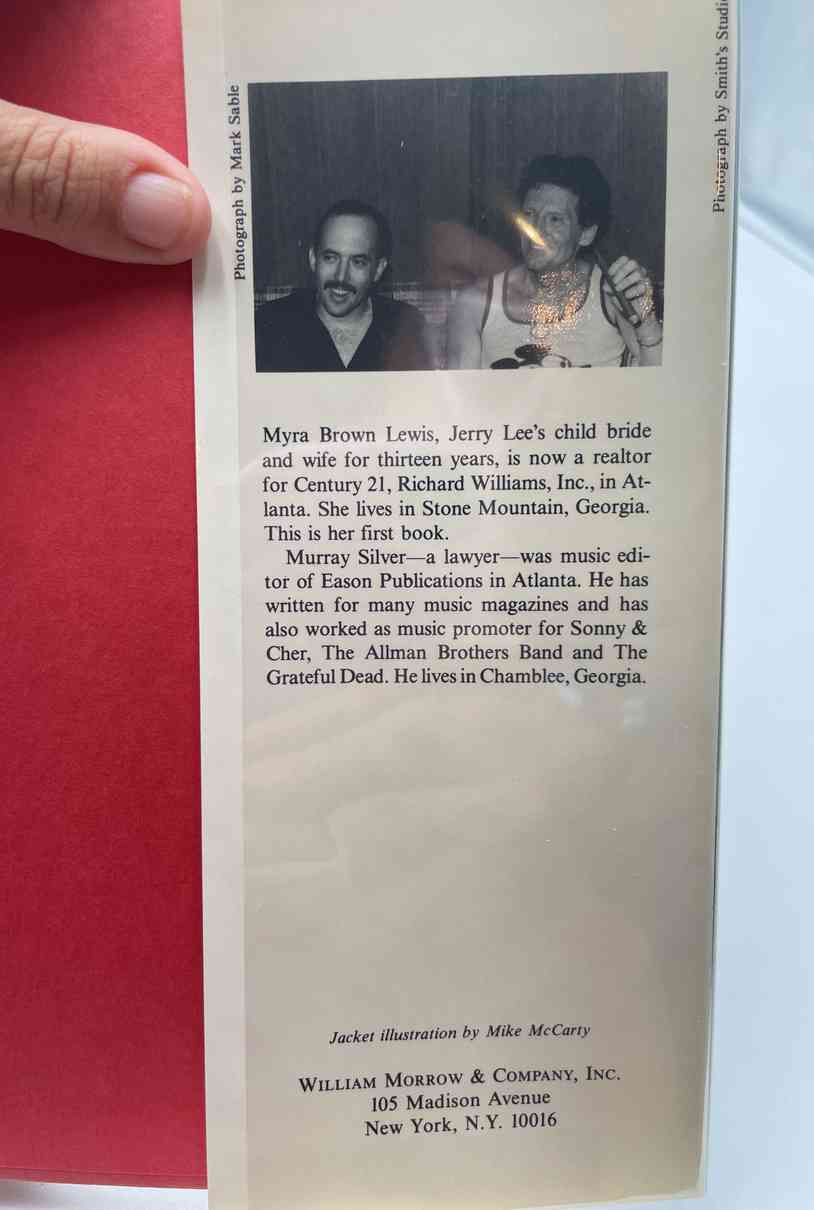 Photograph by Mark Sable
Photograph by Smith's Studio
Myra Brown Lewis, Jerry Lee's child bride
and wife for thirteen years, is now a realtor
for Century 21, Richard Williams, Inc., in At-
lanta. She lives in Stone Mountain, Georgia.
This is her first book.
Murray Silver—a lawyer—was music edi-
tor of Eason Publications in Atlanta. He has
written for many music magazines and has
also worked as music promoter for Sonny &
Cher, The Allman Brothers Band and The
Grateful Dead. He lives in Chamblee, Georgia.
Jacket illustration by Mike McCarty
WILLIAM MORROW & COMPANY, INC.
105 Madison Avenue
New York, N.Y. 10016